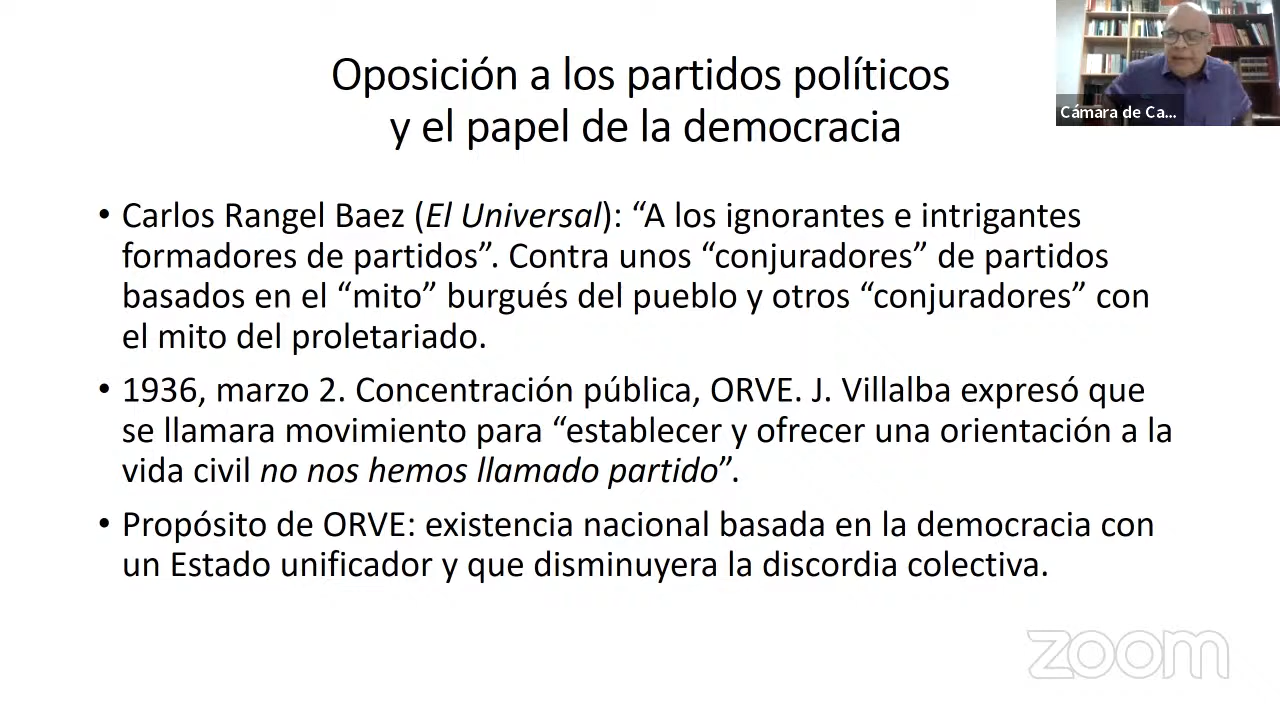 Oposición a los partidos políticos
y el papel de la democracia
Cámara de Ca...
• Carlos Rangel Baez (El Universal): “A los ignorantes e intrigantes
formadores de partidos”. Contra unos “conjuradores” de partidos
basados en el “mito” burgués del pueblo y otros “conjuradores” con
el mito del proletariado.
• 1936, marzo 2. Concentración pública, ORVE. J. Villalba expresó que
se llamara movimiento para “establecer y ofrecer una orientación a la
vida civil no nos hemos llamado partido”.
• Propósito de ORVE: existencia nacional basada en la democracia con
un Estado unificador y que disminuyera la discordia colectiva.
zoom